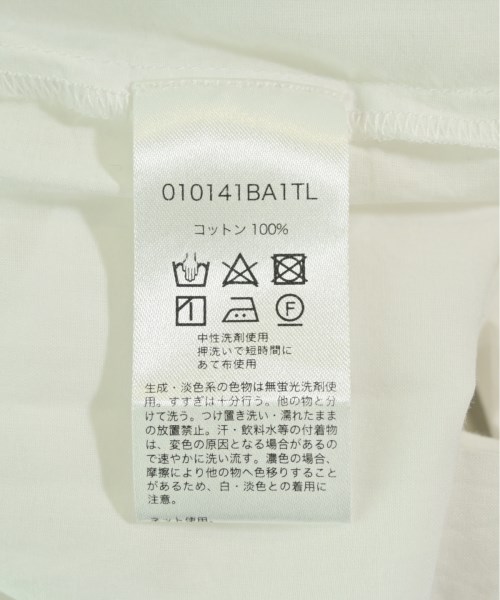 010141BA1TL
コットン 100%
F
中性洗剤使用
押洗いで短時間に
あて布使用
生成・淡色系の色物は無蛍光洗剤使
用。すすぎは十分行う。他の物と分
けて洗う。つけ置き洗い・濡れたまま
の放置禁止。汗・飲料水等の付着物
は、変色の原因となる場合があるの
で速やかに洗い流す。濃色の場合、
摩擦により他の物へ色移りすること
があるため、白・淡色との着用に
注意。
ネット使用。